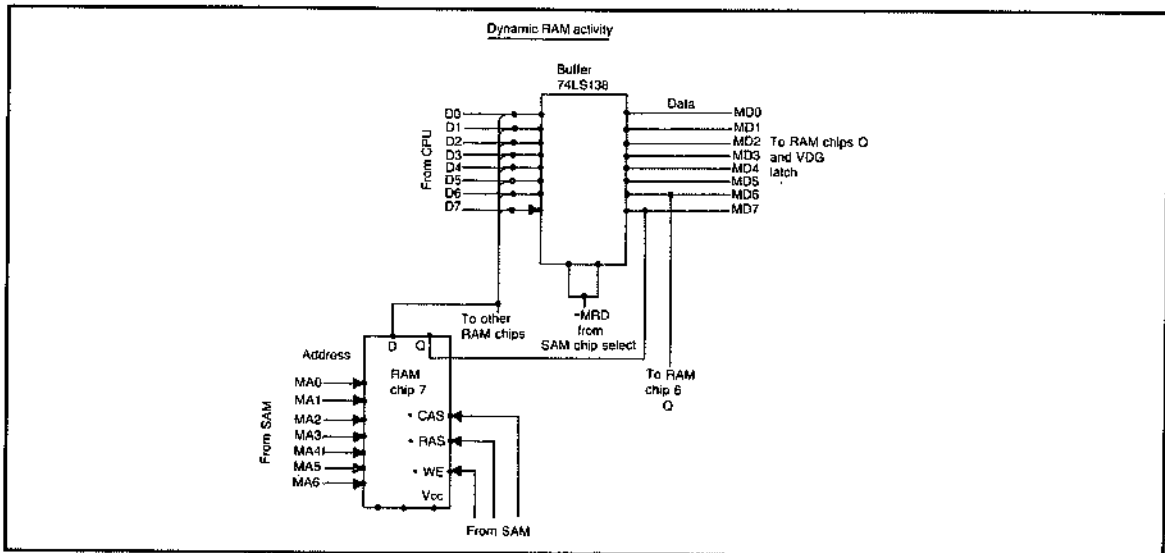 Dynamic RAM activity
Buffer
74LS138
Data
From CPU
D0
D1
D2
D3
D4
D5
D6
D7
MD0
MD1
MD2
MD3
MD4
MD5
MD6
MD7
To RAM chips Q
and VDG
latch
To other
RAM chips
-MRD
from
SAM chip select
To RAM
chip 6
Q
D Q
RAM
chip 7
Address
From SAM
MA0
MA1
MA2
MA3
MA4
MA5
MA6
* CAS
* RAS
* WE
Vcc
From SAM